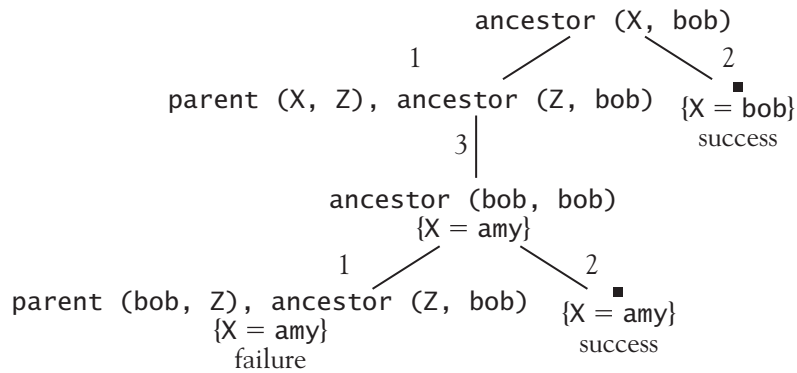 ancestor (X, bob)
1
2
parent (X, Z), ancestor (Z, bob)
{X = bob}
success
3
ancestor (bob, bob)
{X = amy}
1
2
parent (bob, Z), ancestor (Z, bob)
{X = amy}
failure
{X = amy}
success